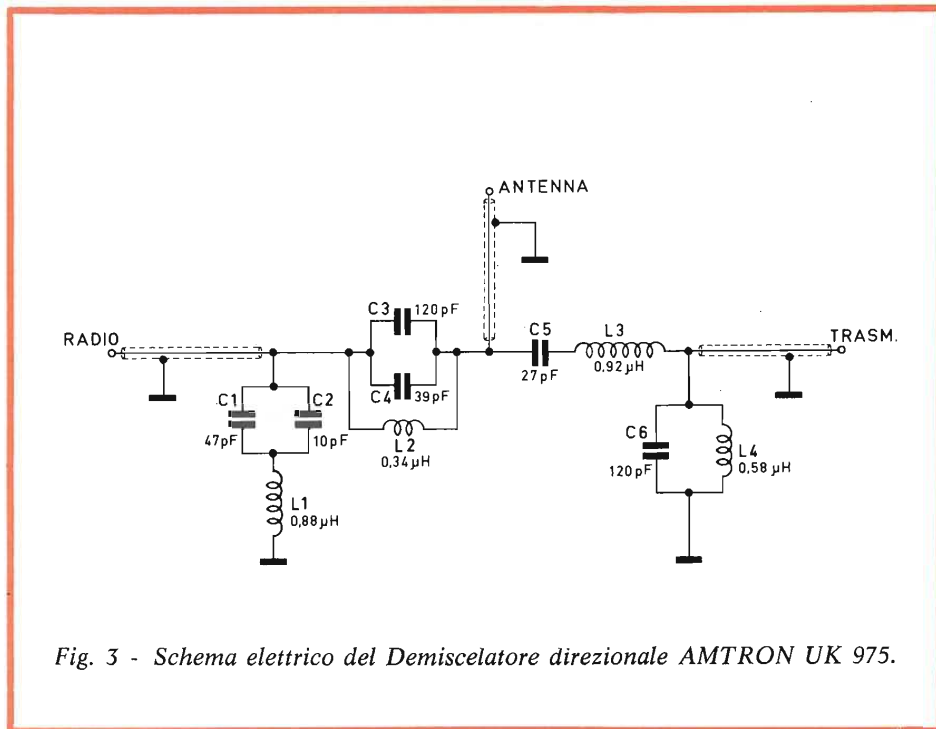 ANTENNA
C3 120pF
C5
L3
RADIO
TRASM.
27pF
0,92µH
C4 39pF
C1
C2
L2
0,34µH
C6
L4
0,58µH
47pF
10pF
120pF
L1
0,88µH
Fig. 3 - Schema elettrico del Demiscelatore direzionale AMTRON UK 975.